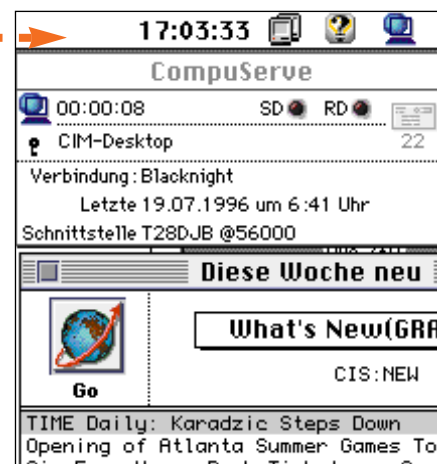 17:03:33
CompuServe
00:00:08 SD RD
CIM-Desktop 22
Verbindung: Blacknight
Letzte 19.07.1996 um 6:41 Uhr
Schnittstelle T28DJB @56000
Diese Woche neu
What's New(GRA
CIS:NEW
Go
TIME Daily: Karadzic Steps Down
Opening of Atlanta Summer Games To